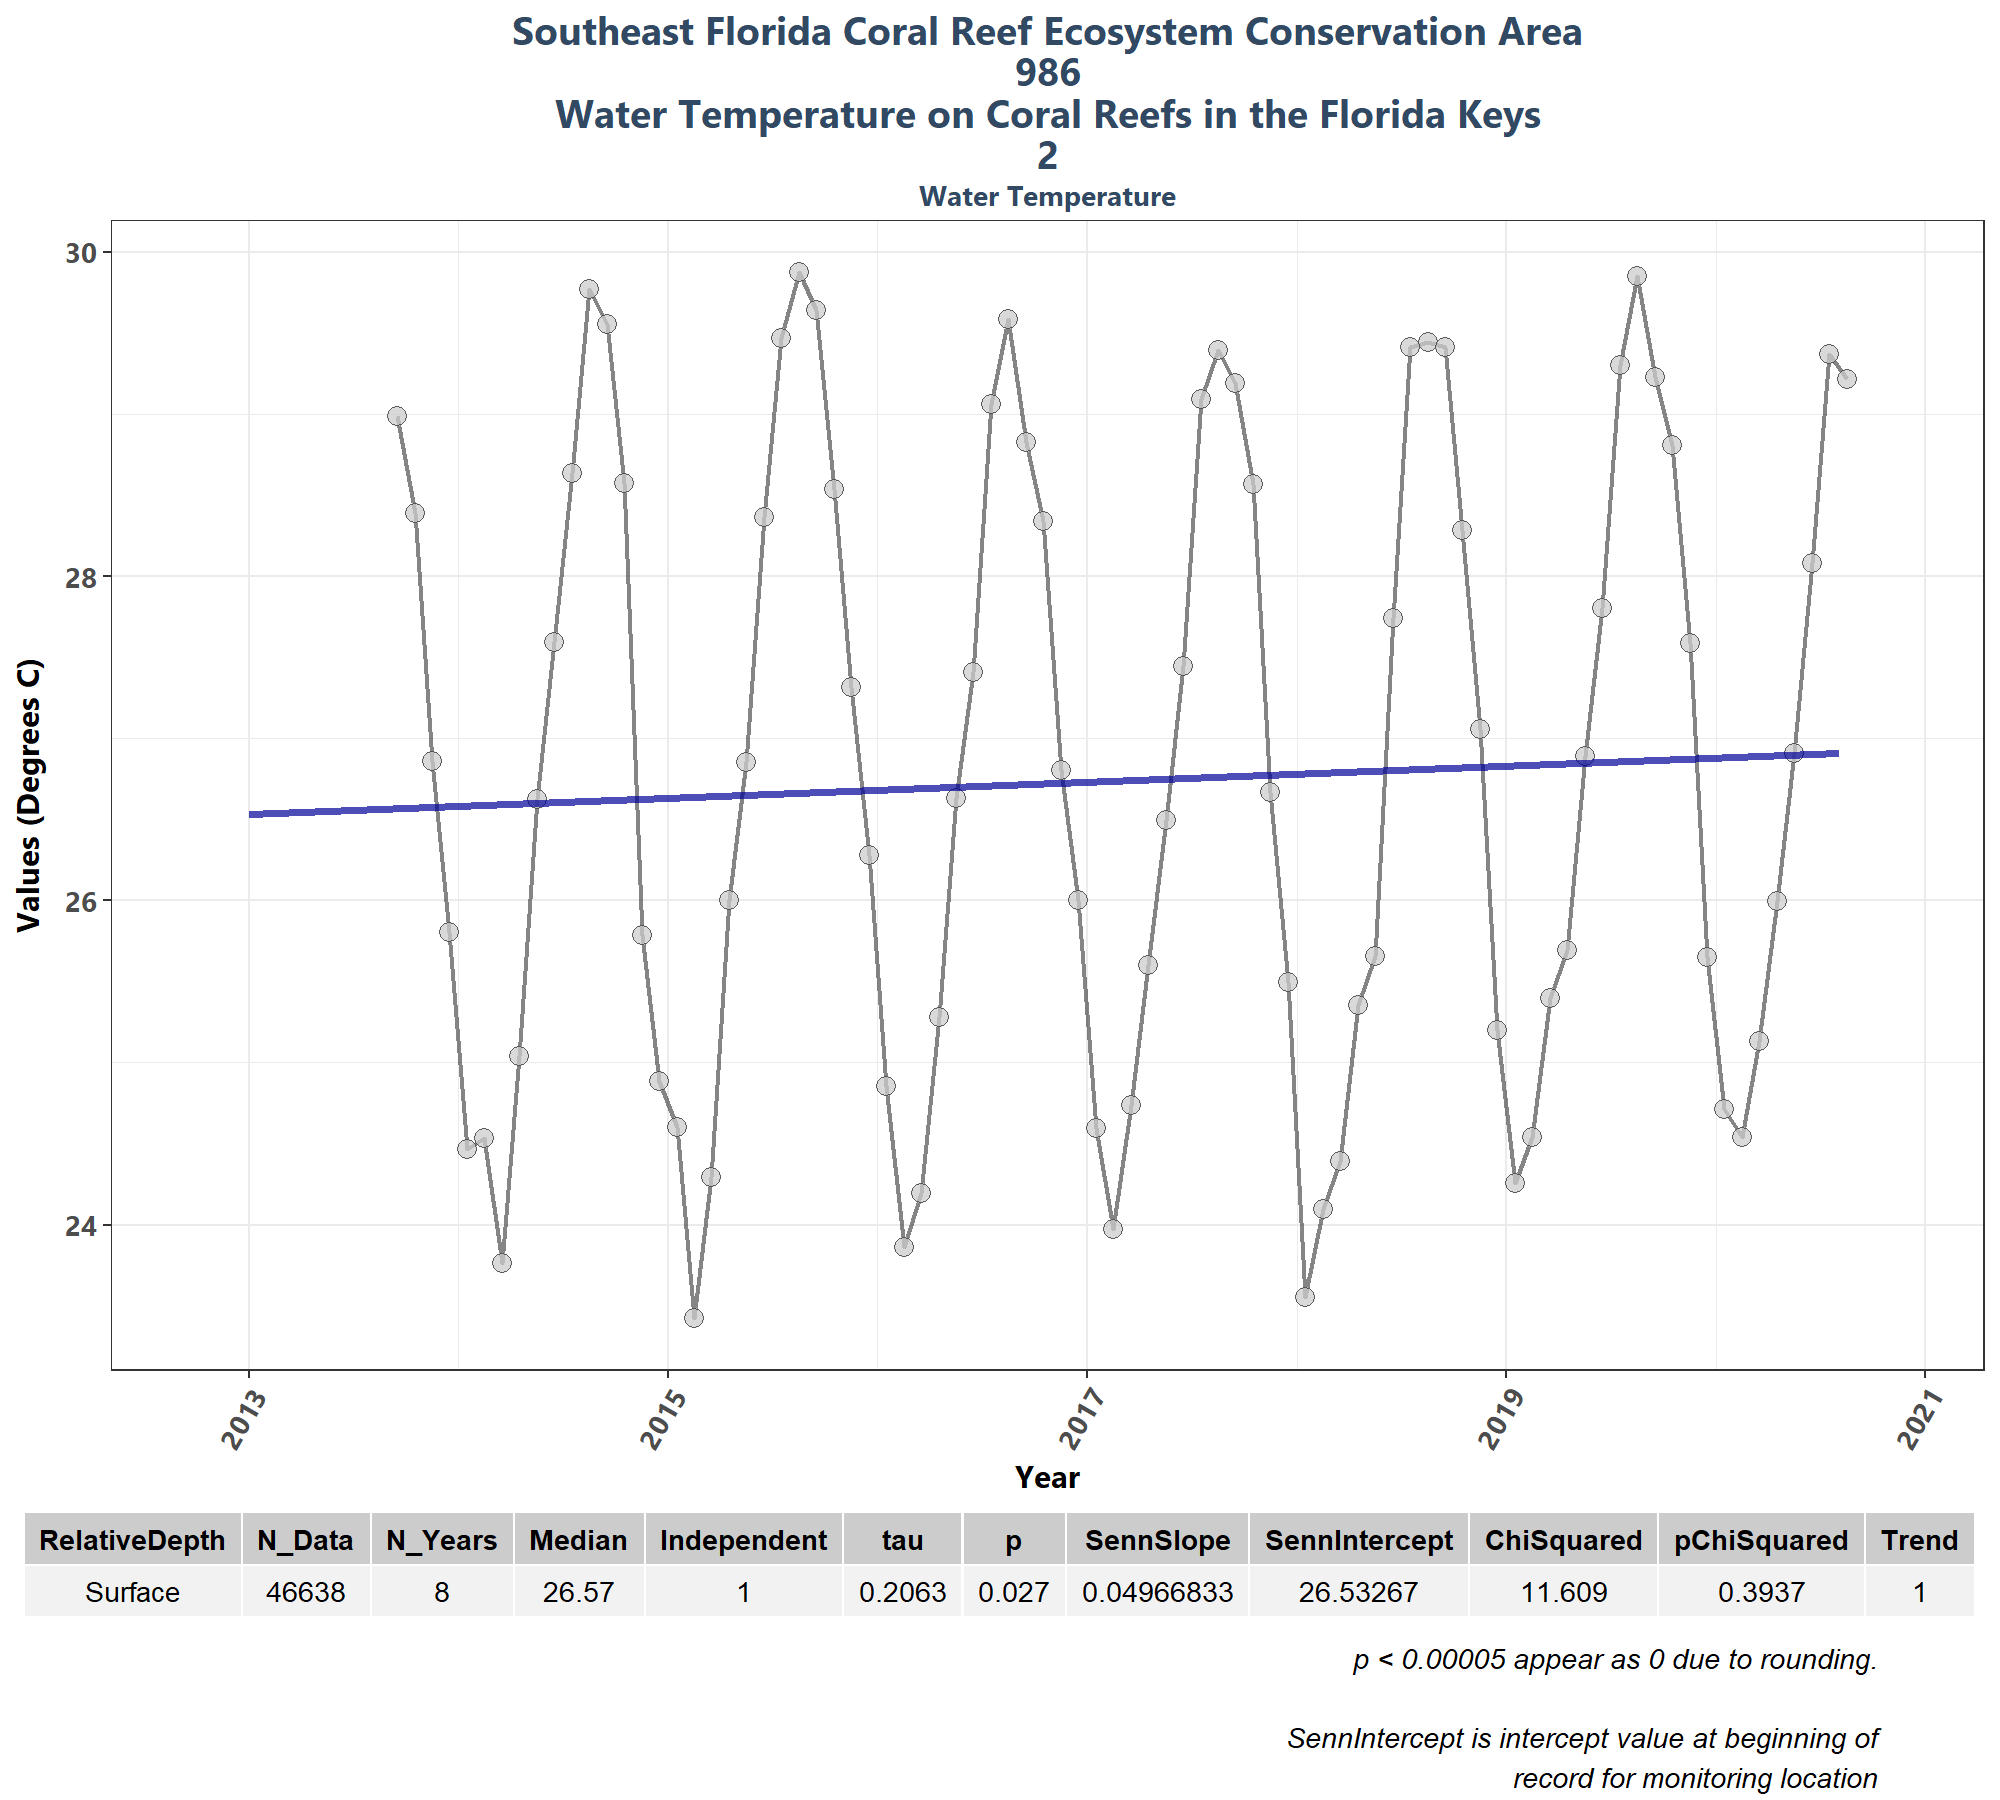 Southeast Florida Coral Reef Ecosystem Conservation Area
986
Water Temperature on Coral Reefs in the Florida Keys
2
Water Temperature
30
28
26
24
Values (Degrees C)
2013
2015
2017
2019
2021
Year
RelativeDepth N_Data N_Years Median Independent tau p SennSlope SennIntercept ChiSquared pChiSquared Trend
Surface 46638 8 26.57 1 0.2063 0.027 0.04966833 26.53267 11.609 0.3937 1
p < 0.00005 appear as 0 due to rounding.
SennIntercept is intercept value at beginning of
record for monitoring location